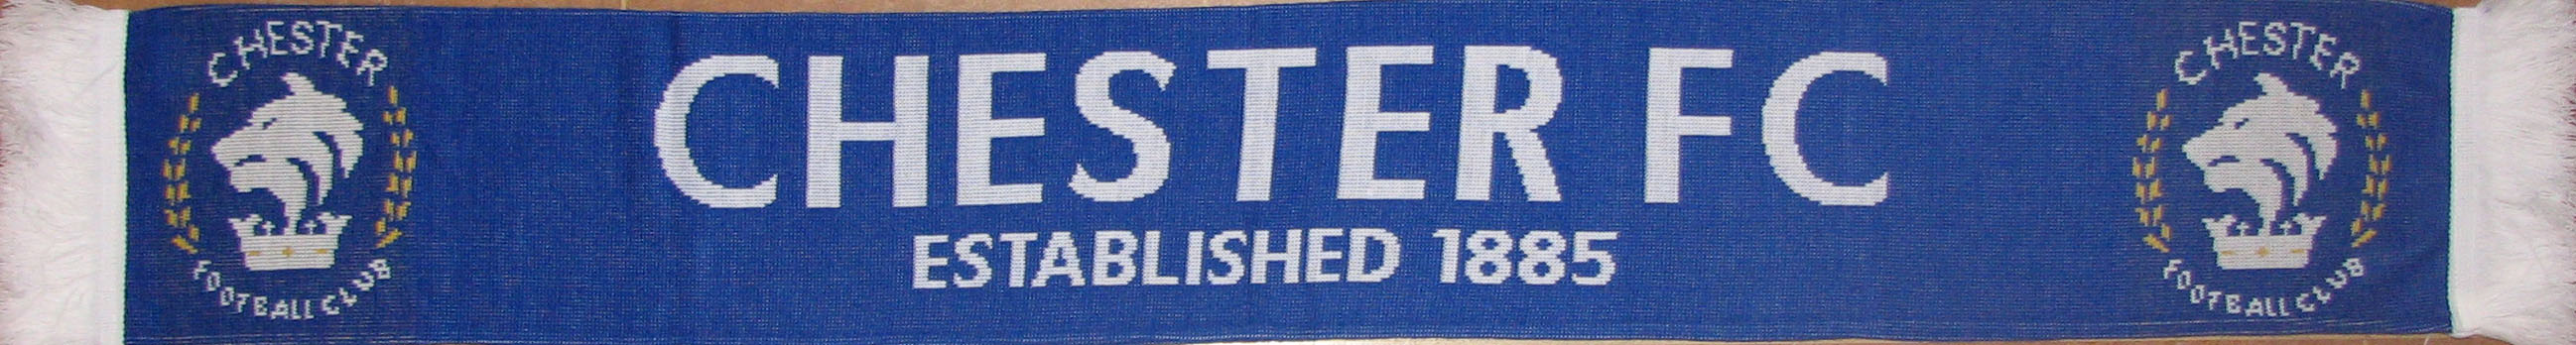 CHESTER
FOOTBALL CLUB
CHESTER FC
ESTABLISHED 1885
CHESTER
FOOTBALL CLUB